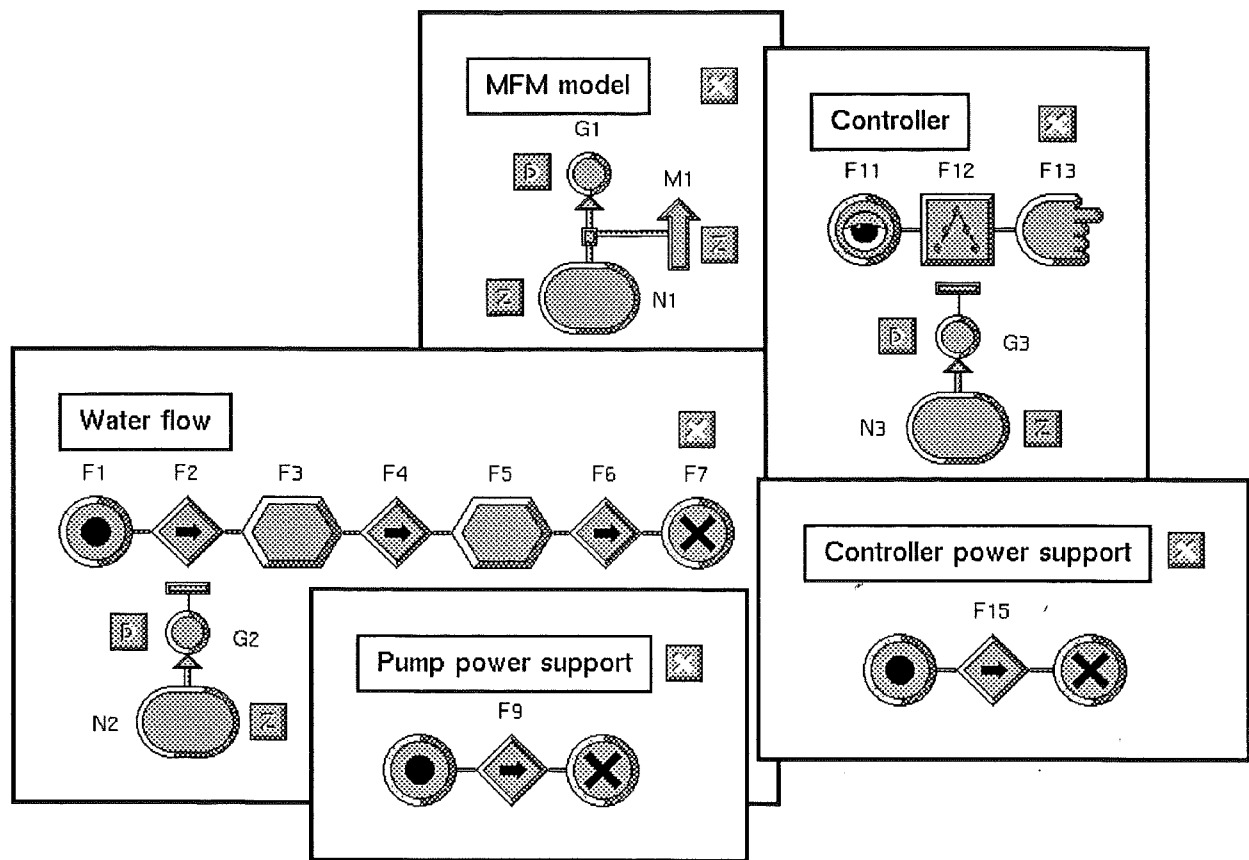 MFM model
G1
M1
Z
Z
N1
Controller
F11 F12 F13
G3
N3
Z
Water flow
F1 F2 F3 F4 F5 F6 F7
G2
N2
Z
Pump power support
F9
Controller power support
F15